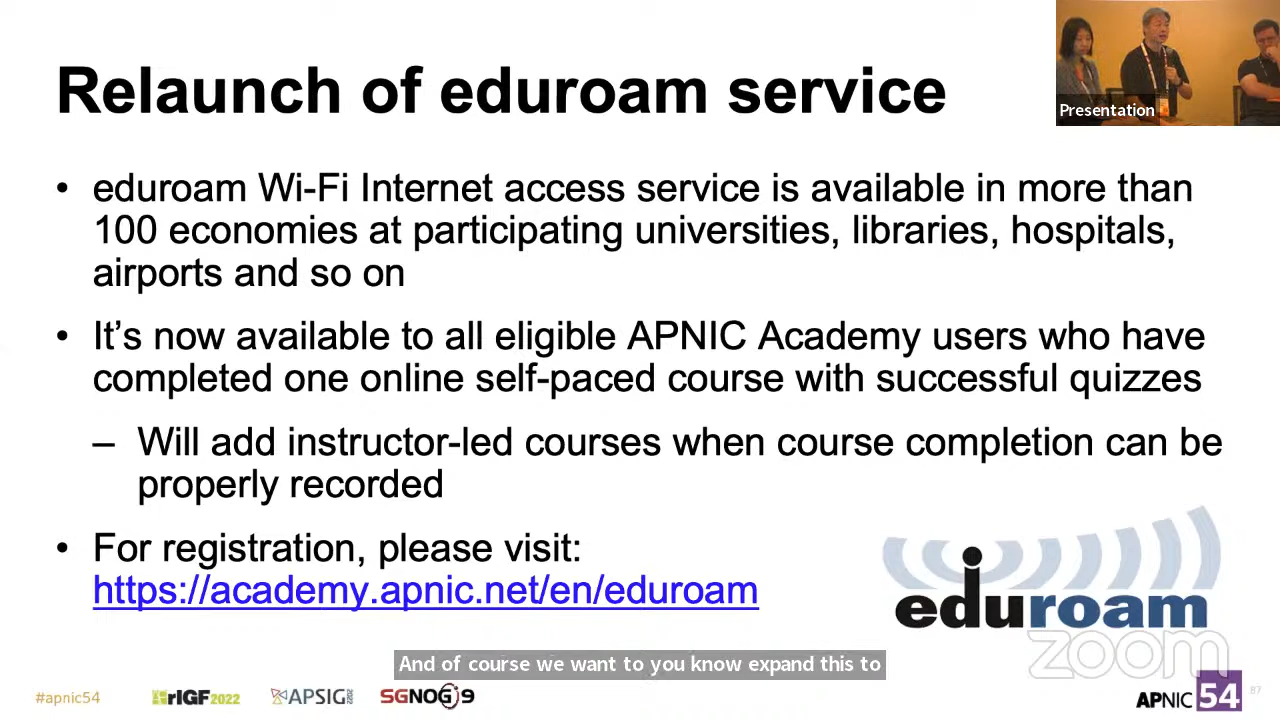 Relaunch of eduroam service
Presentation
• eduroam Wi-Fi Internet access service is available in more than
100 economies at participating universities, libraries, hospitals,
airports and so on
• It's now available to all eligible APNIC Academy users who have
completed one online self-paced course with successful quizzes
– Will add instructor-led courses when course completion can be
properly recorded
• For registration, please visit:
https://academy.apnic.net/en/eduroam
eduroam
zoom
And of course we want to you know expand this to
#apnic54
rIGF2022
APSIG
SGNOG 9
APNIC 54
87